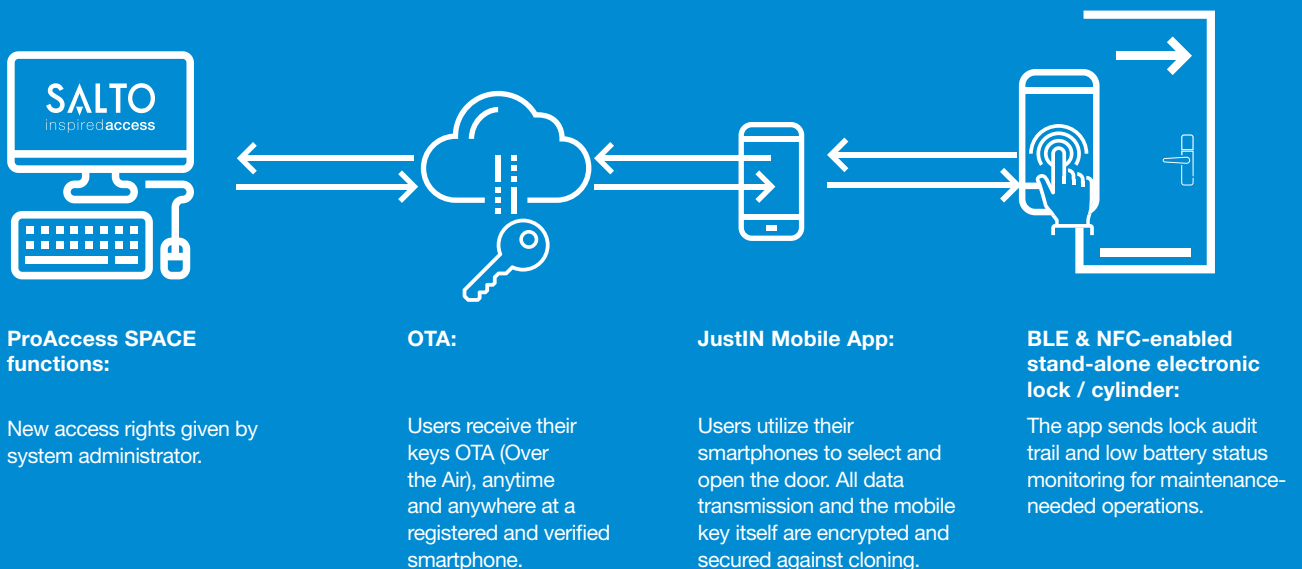 SALTO
inspiredaccess
ProAccess SPACE
functions:
New access rights given by
system administrator.
OTA:
Users receive their
keys OTA (Over
the Air), anytime
and anywhere at a
registered and verified
smartphone.
JustIN Mobile App:
Users utilize their
smartphones to select and
open the door. All data
transmission and the mobile
key itself are encrypted and
secured against cloning.
BLE & NFC-enabled
stand-alone electronic
lock / cylinder:
The app sends lock audit
trail and low battery status
monitoring for maintenance-
needed operations.